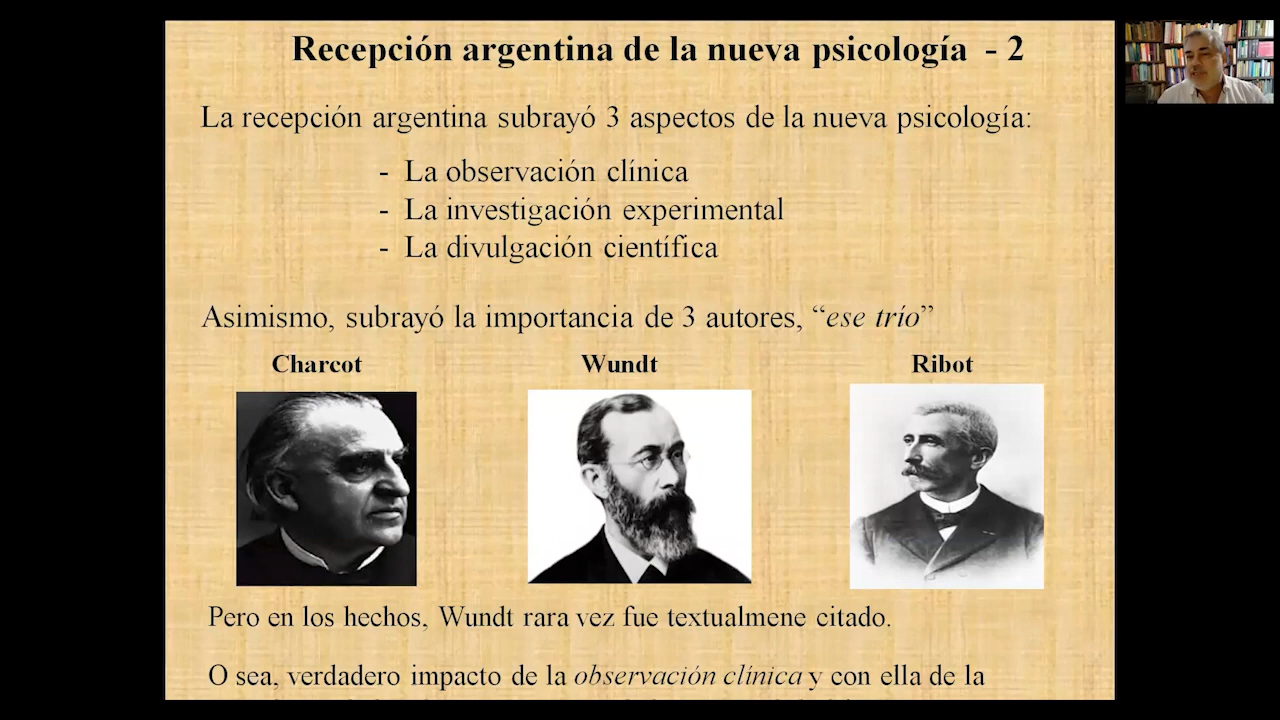 Recepción argentina de la nueva psicología - 2
La recepción argentina subrayó 3 aspectos de la nueva psicología:
- La observación clínica
- La investigación experimental
- La divulgación científica
Asimismo, subrayó la importancia de 3 autores, “ese trío”
Charcot Wundt Ribot
Pero en los hechos, Wundt rara vez fue textualmene citado.
O sea, verdadero impacto de la observación clínica y con ella de la